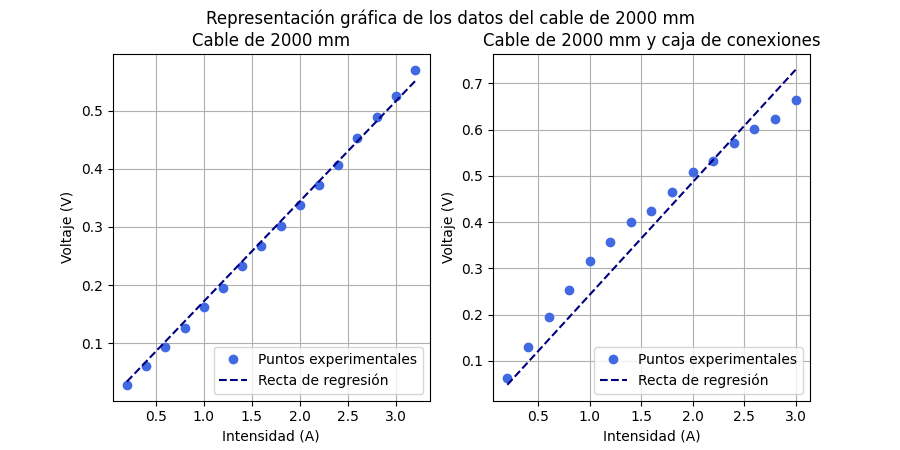 Representación gráfica de los datos del cable de 2000 mm
Cable de 2000 mm
0.5
0.4
0.3
0.2
0.1
Voltaje (V)
Puntos experimentales
Recta de regresión
0.5 1.0 1.5 2.0 2.5 3.0
Intensidad (A)
Cable de 2000 mm y caja de conexiones
0.7
0.6
0.5
0.4
0.3
0.2
0.1
Voltaje (V)
Puntos experimentales
Recta de regresión
0.5 1.0 1.5 2.0 2.5 3.0
Intensidad (A)